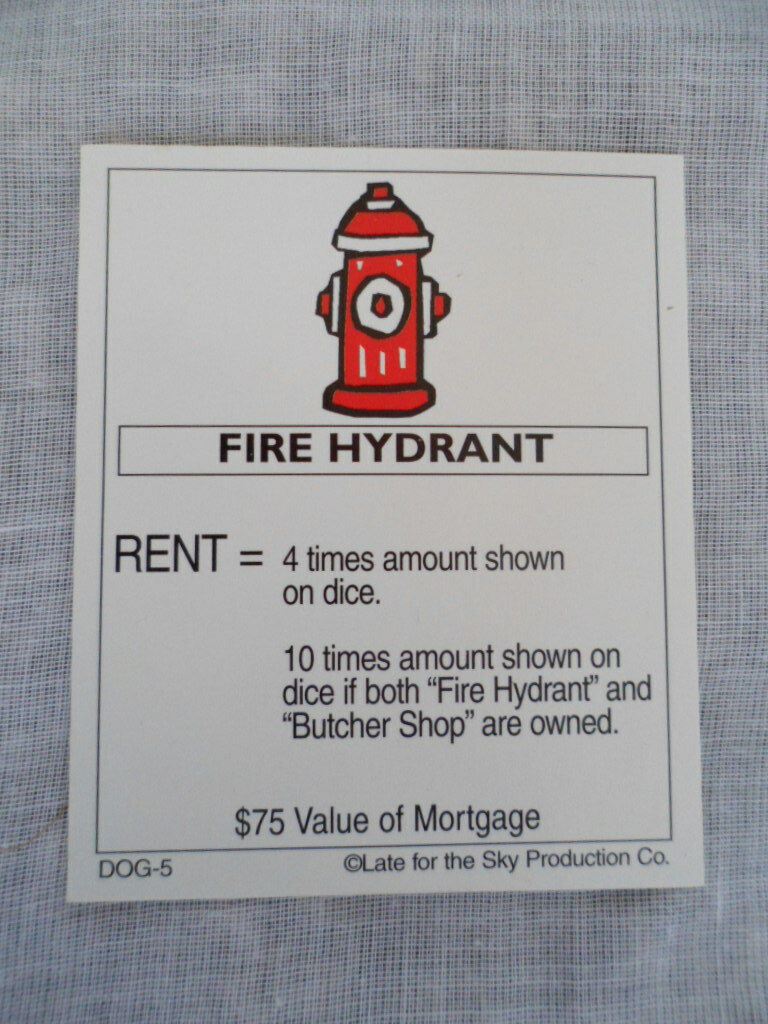 FIRE HYDRANT
RENT = 4 times amount shown
on dice.
10 times amount shown on
dice if both “Fire Hydrant” and
“Butcher Shop” are owned.
$75 Value of Mortgage
DOG-5 ©Late for the Sky Production Co.